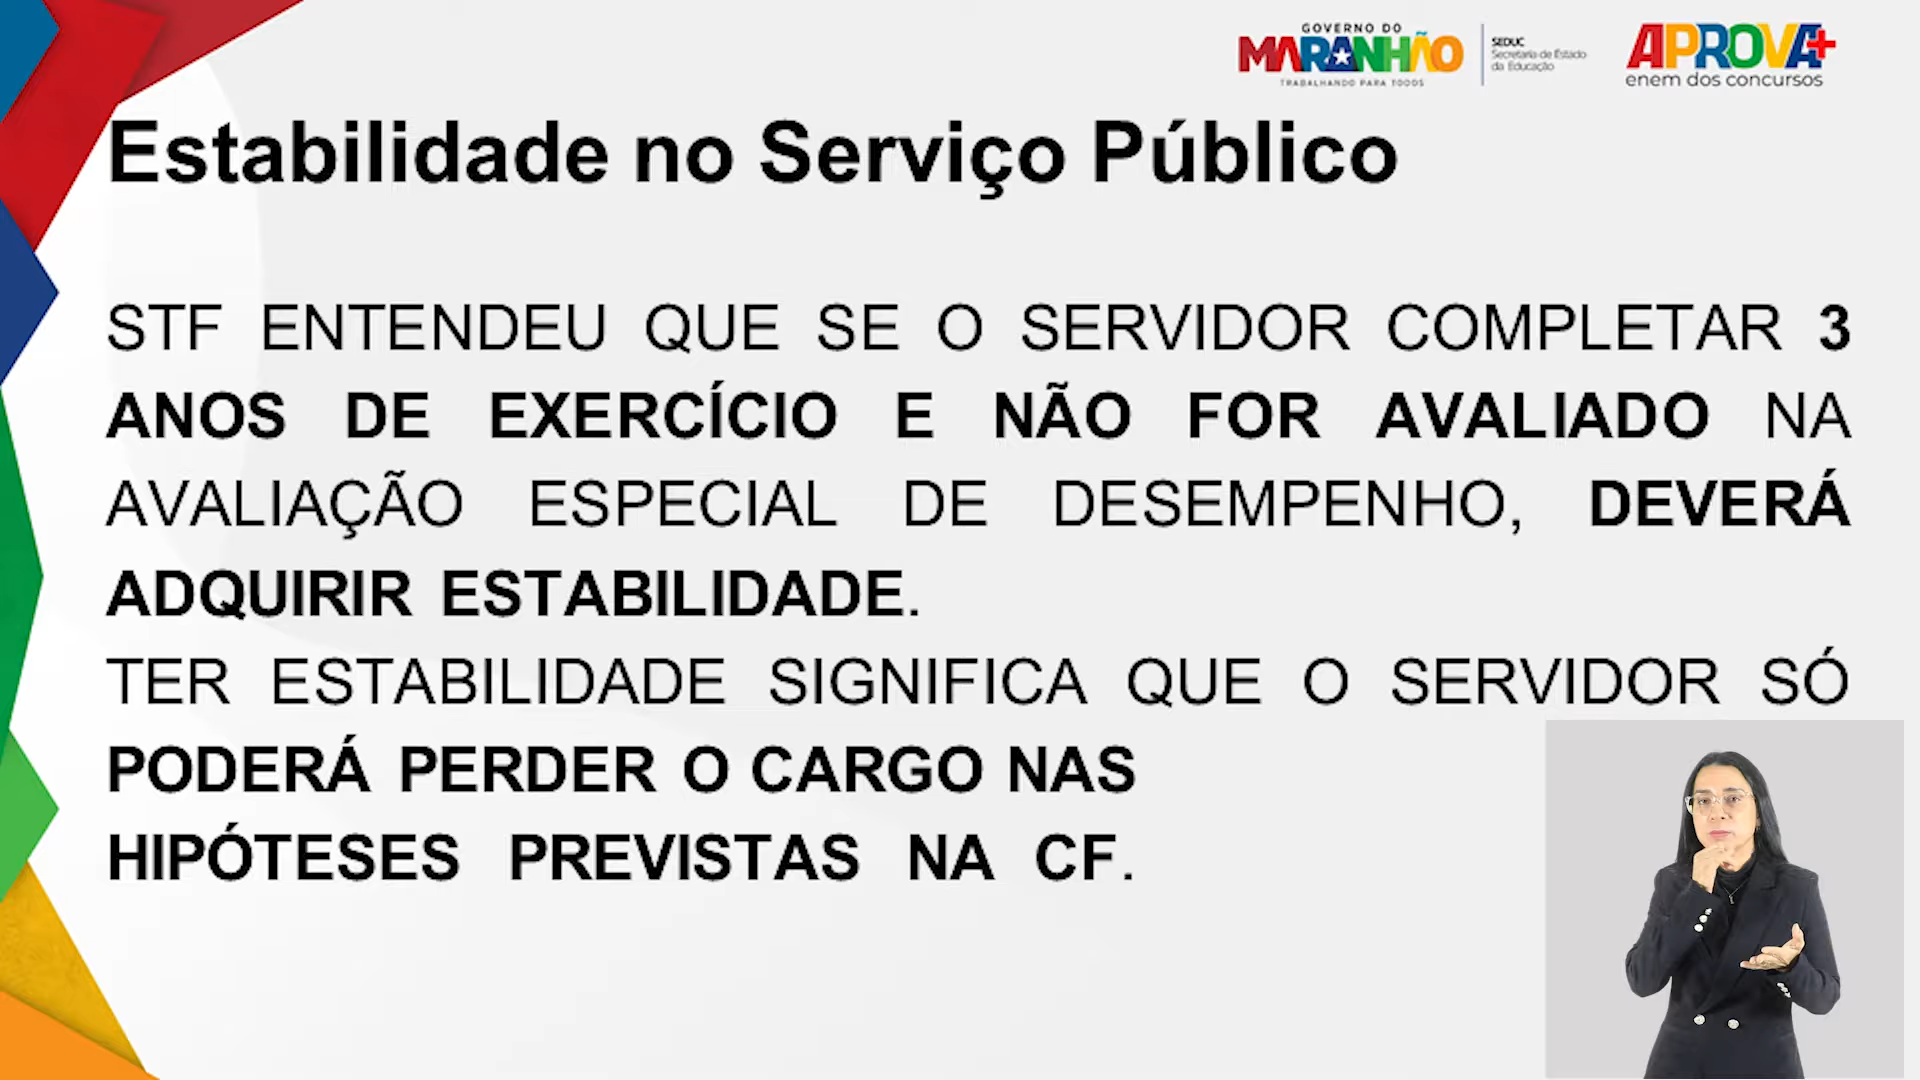 GOVERNO DO
MARANHÃO
TRABALHANDO PARA TODOS
SEDUC
Secretaria de Estado
da Educação
APROVA+
enem dos concursos
Estabilidade no Serviço Público
STF ENTENDEU QUE SE O SERVIDOR COMPLETAR 3
ANOS DE EXERCÍCIO E NÃO FOR AVALIADO NA
AVALIAÇÃO ESPECIAL DE DESEMPENHO, DEVERÁ
ADQUIRIR ESTABILIDADE.
TER ESTABILIDADE SIGNIFICA QUE O SERVIDOR SÓ
PODERÁ PERDER O CARGO NAS
HIPÓTESES PREVISTAS NA CF.